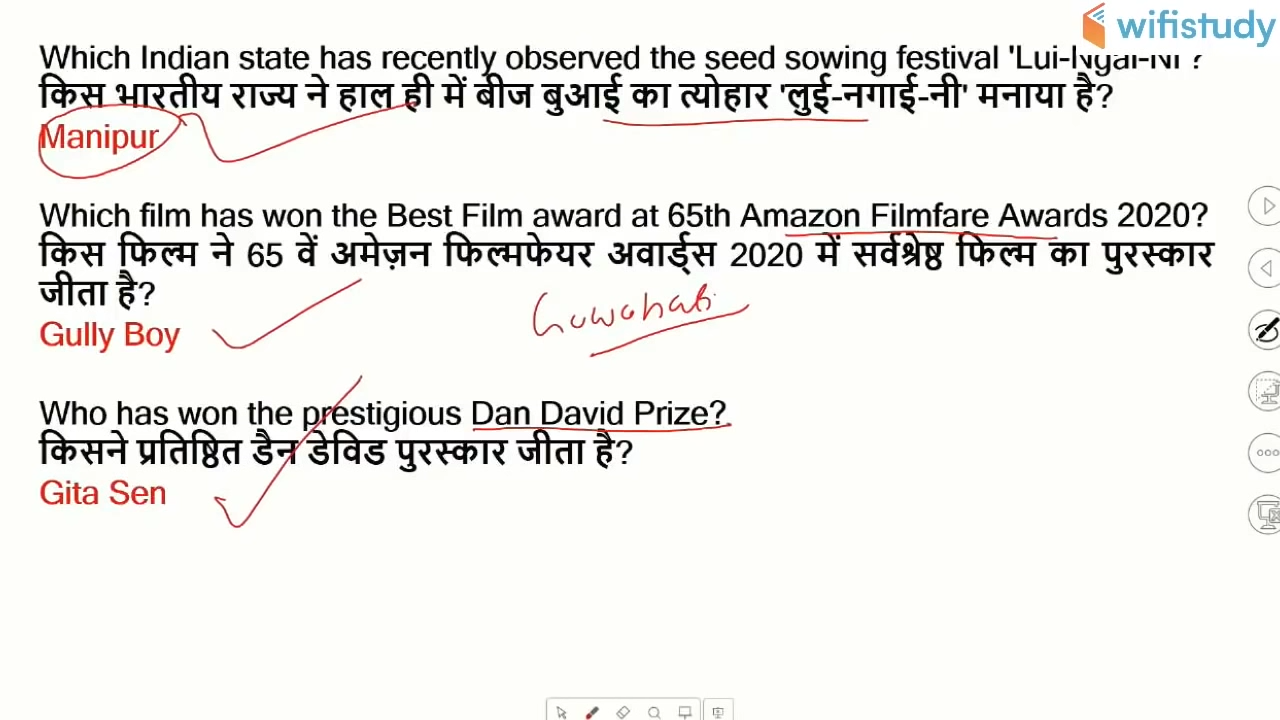 wifistudy
Which Indian state has recently observed the seed sowing festival 'Lui-Ngai-Ni'?
किस भारतीय राज्य ने हाल ही में बीज बुआई का त्योहार 'लुई-नगाई-नी' मनाया है?
Manipur
Which film has won the Best Film award at 65th Amazon Filmfare Awards 2020?
किस फिल्म ने 65 वें अमेज़न फिल्मफेयर अवार्ड्स 2020 में सर्वश्रेष्ठ फिल्म का पुरस्कार
जीता है?
Gully Boy
Guwahati
Who has won the prestigious Dan David Prize?
किसने प्रतिष्ठित डैन डेविड पुरस्कार जीता है?
Gita Sen